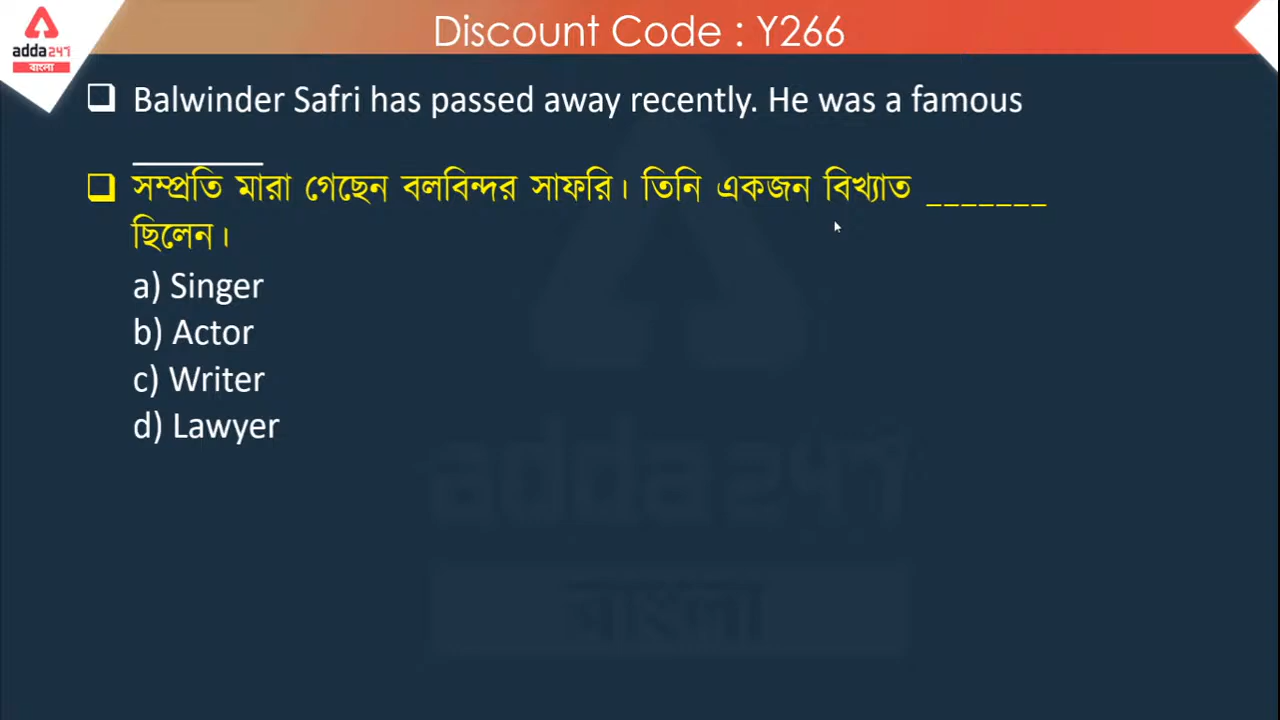 Discount Code : Y266
adda247
বাংলা
❑ Balwinder Safri has passed away recently. He was a famous
________
❑ সম্প্রতি মারা গেছেন বলবিন্দর সাফরি। তিনি একজন বিখ্যাত _______
ছিলেন।
a) Singer
b) Actor
c) Writer
d) Lawyer
adda247
বাংলা